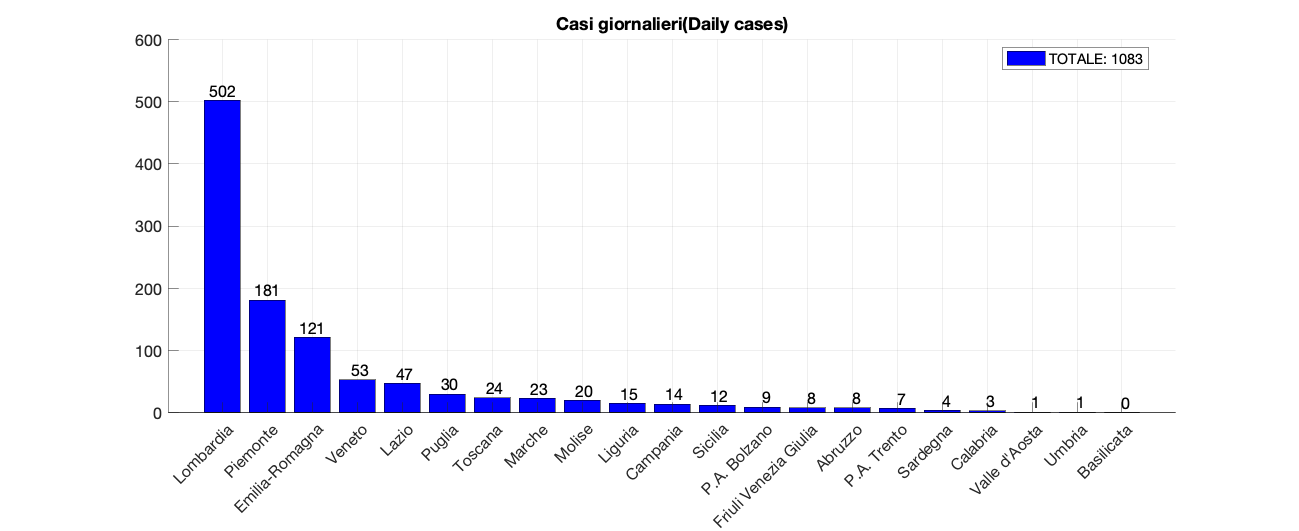 Casi giornalieri(Daily cases)
TOTALE: 1083
600
500
400
300
200
100
0
502
181
121
53
47
30
24
23
20
15
14
12
9
8
8
7
4
3
1
1
0
Lombardia
Piemonte
Emilia-Romagna
Veneto
Lazio
Puglia
Toscana
Marche
Molise
Liguria
Campania
Sicilia
P.A. Bolzano
Friuli Venezia Giulia
Abruzzo
P.A. Trento
Sardegna
Calabria
Valle d'Aosta
Umbria
Basilicata